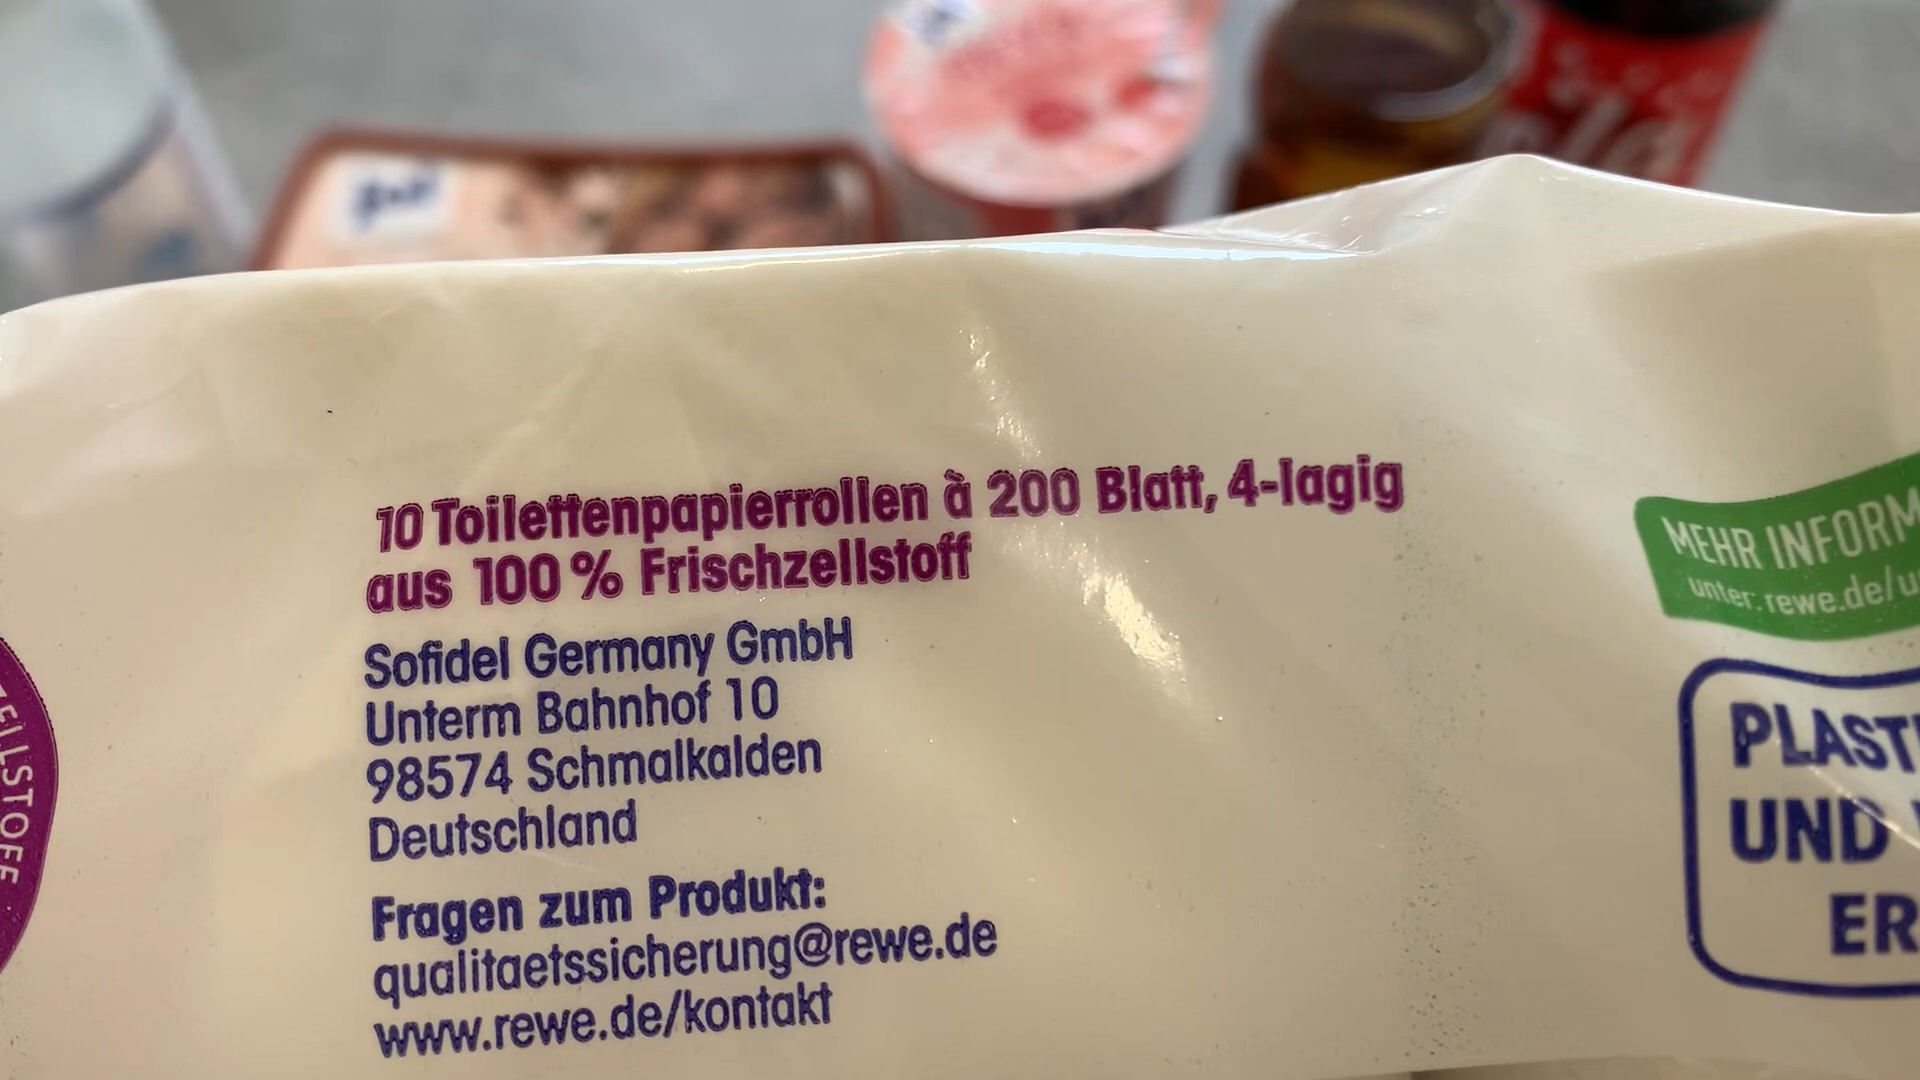 10 Toilettenpapierrollen à 200 Blatt, 4-lagig
aus 100 % Frischzellstoff
Sofidel Germany GmbH
Unterm Bahnhof 10
98574 Schmalkalden
Deutschland
Fragen zum Produkt:
qualitaetssicherung@rewe.de
www.rewe.de/kontakt
ZELLSTOFF
MEHR INFORM
unter: rewe.de/u
PLAST
UND
ER